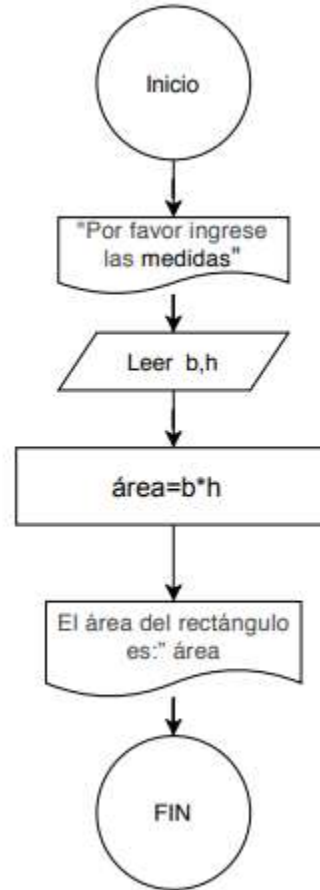 Inicio
"Por favor ingrese
las medidas"
Leer b,h
área=b*h
El área del rectángulo
es:" área
FIN